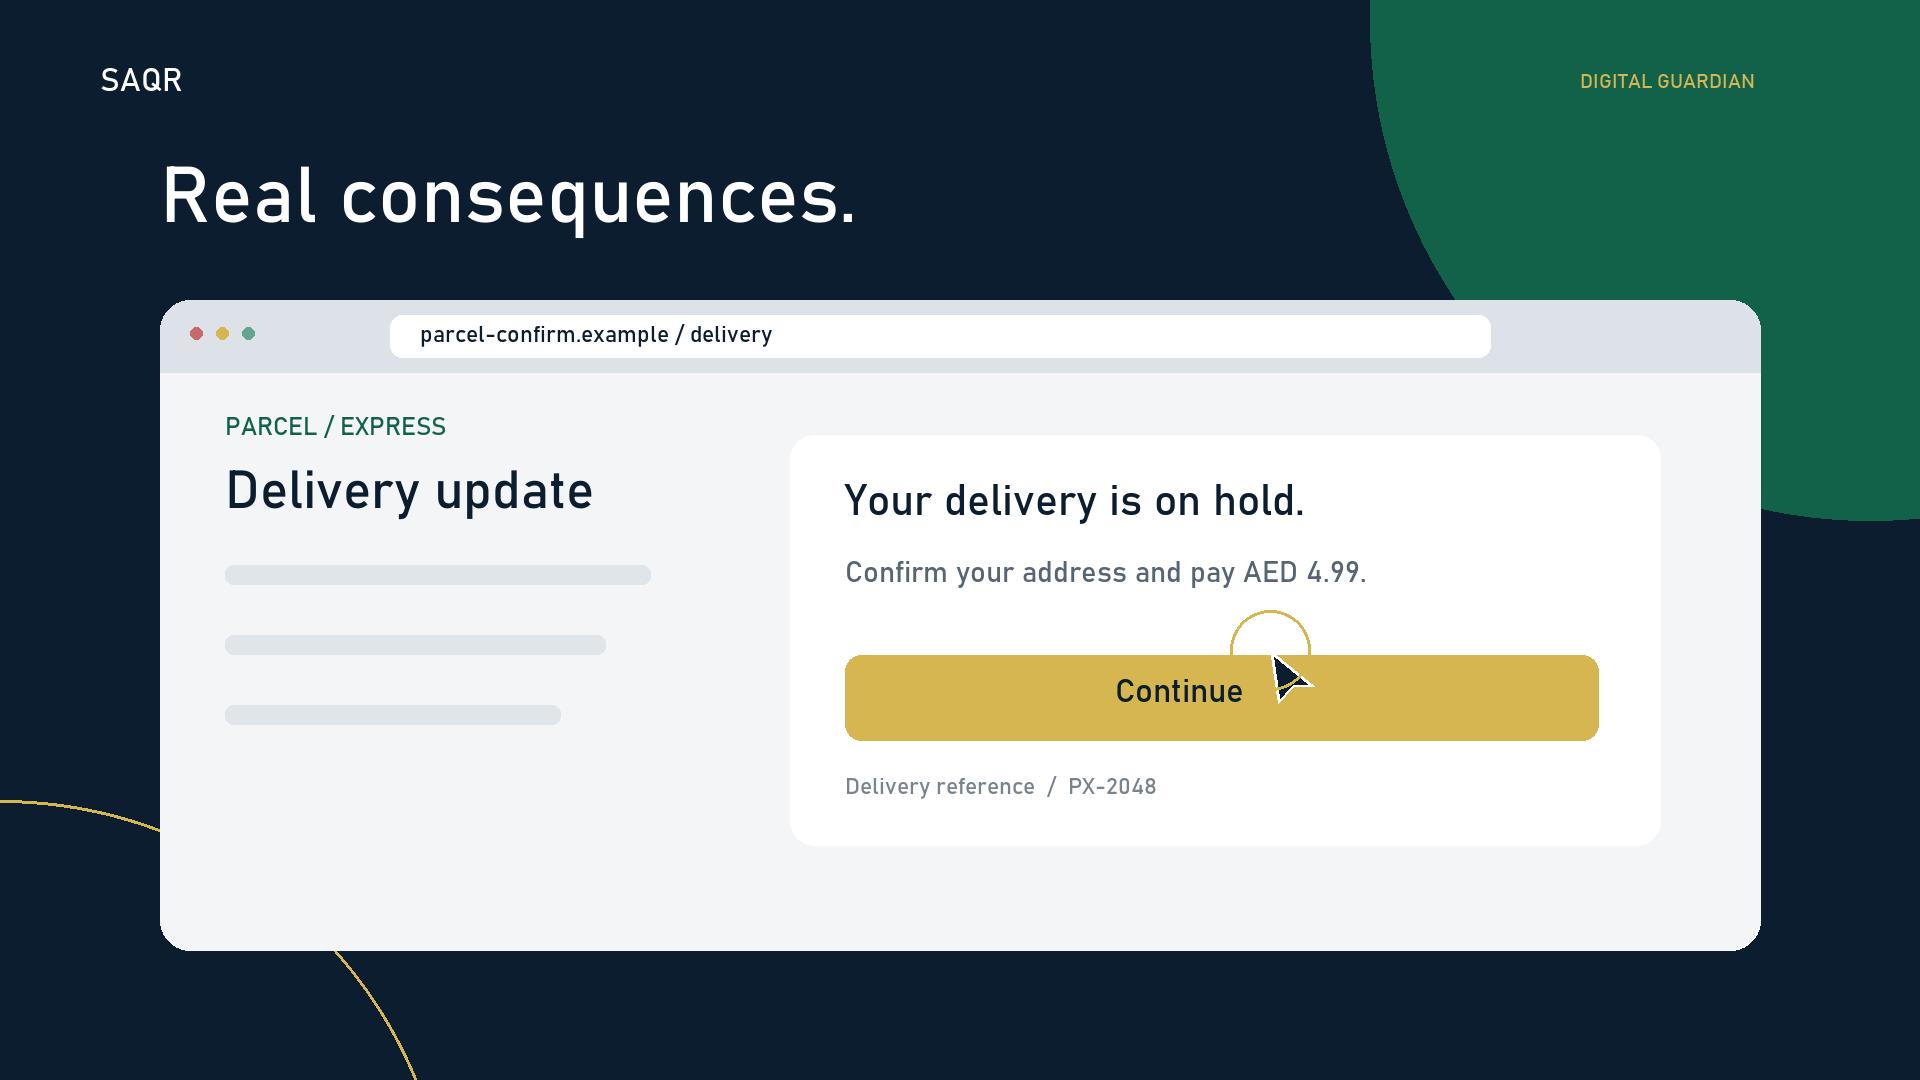 SAQR
DIGITAL GUARDIAN
Real consequences.
parcel-confirm.example / delivery
PARCEL / EXPRESS
Delivery update
Your delivery is on hold.
Confirm your address and pay AED 4.99.
Continue
Delivery reference / PX-2048